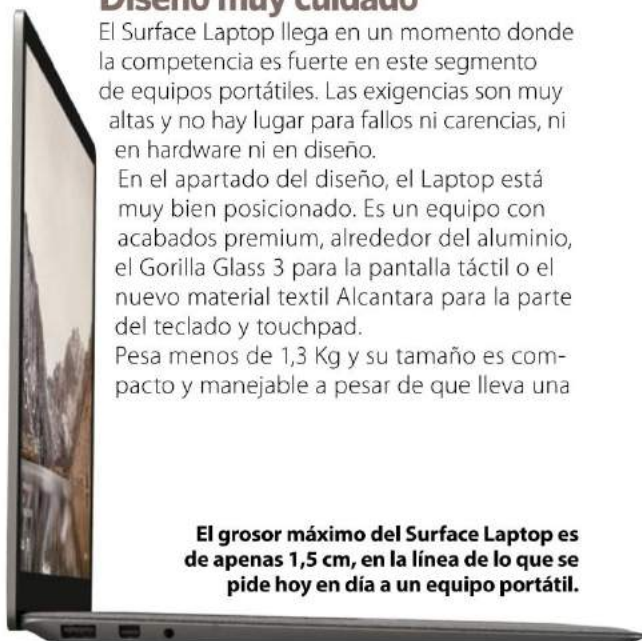 Diseño muy cuidado
El Surface Laptop llega en un momento donde
la competencia es fuerte en este segmento
de equipos portátiles. Las exigencias son muy
altas y no hay lugar para fallos ni carencias, ni
en hardware ni en diseño.
En el apartado del diseño, el Laptop está
muy bien posicionado. Es un equipo con
acabados premium, alrededor del aluminio,
el Gorilla Glass 3 para la pantalla táctil o el
nuevo material textil Alcantara para la parte
del teclado y touchpad.
Pesa menos de 1,3 Kg y su tamaño es com-
pacto y manejable a pesar de que lleva una
El grosor máximo del Surface Laptop es
de apenas 1,5 cm, en la línea de lo que se
pide hoy en día a un equipo portátil.